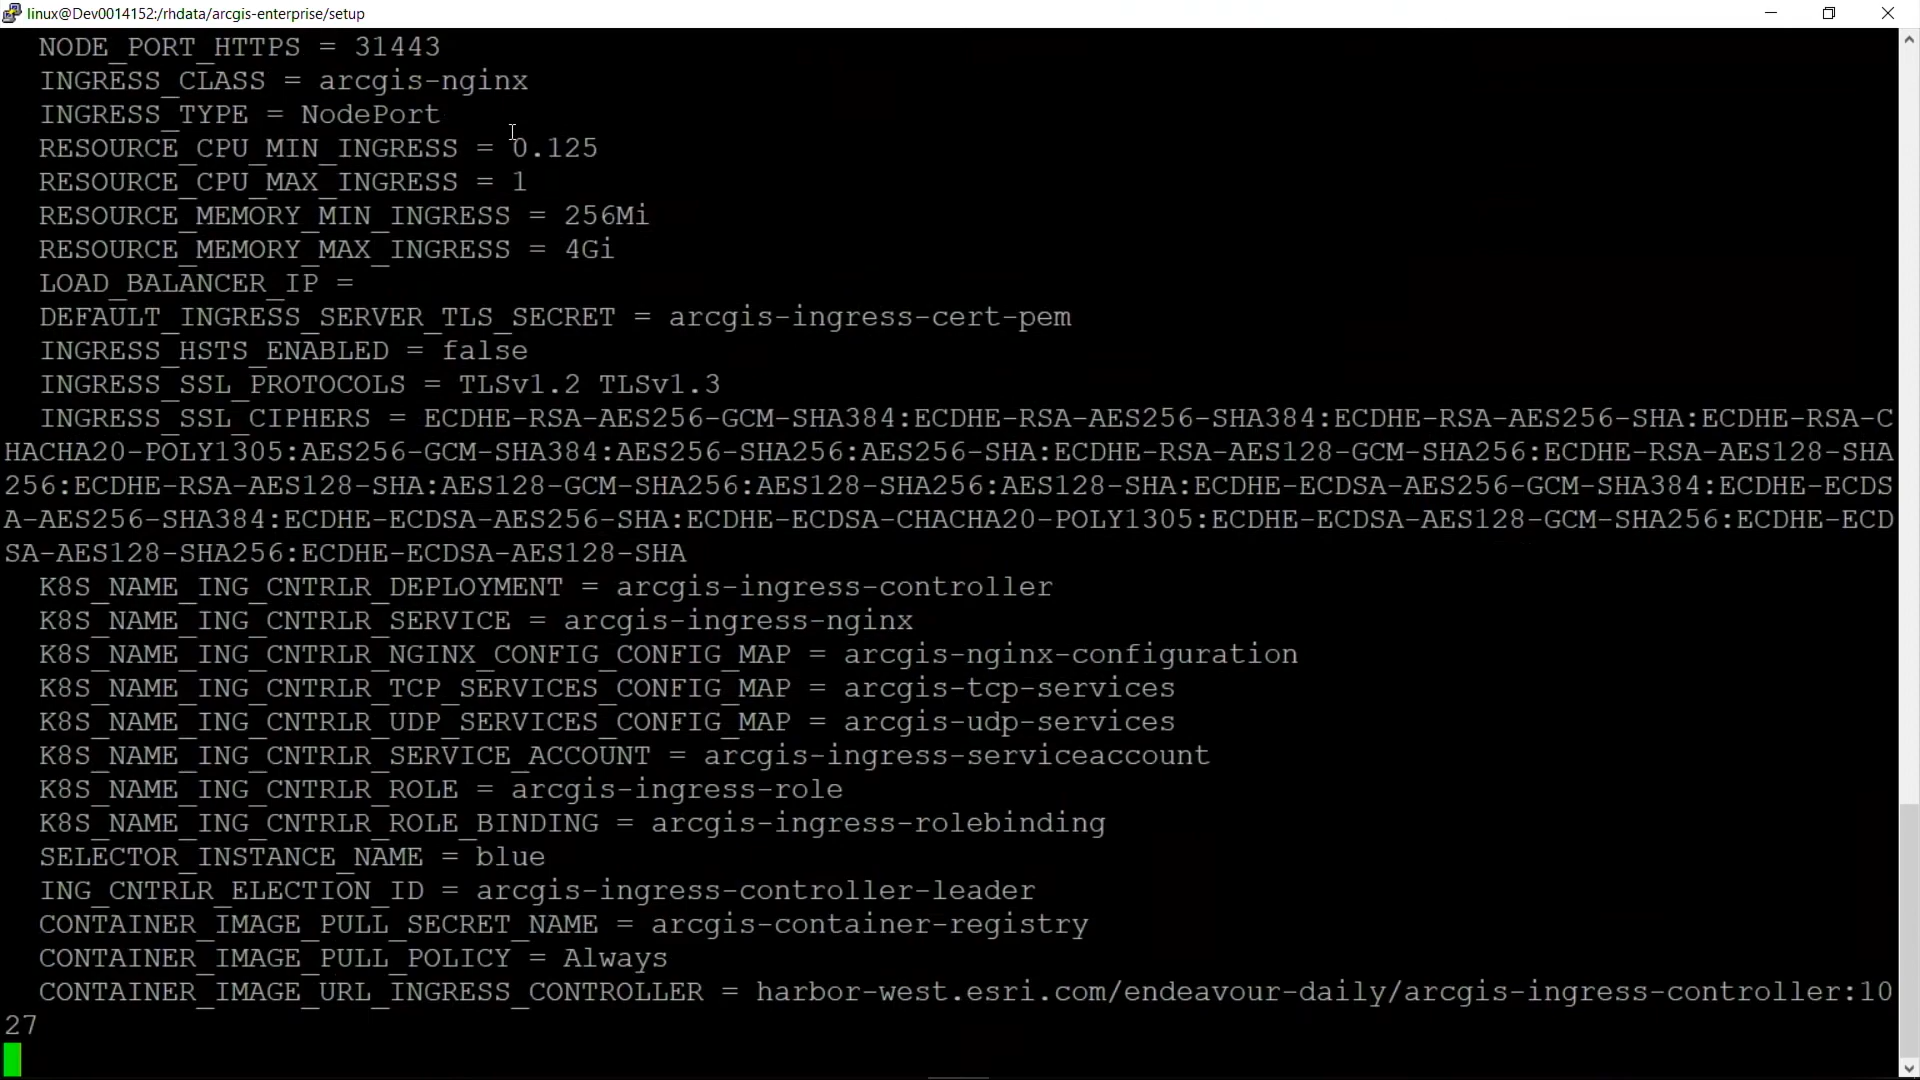 linux@Dev0014152:/rhdata/arcgis-enterprise/setup
NODE_PORT_HTTPS = 31443
INGRESS_CLASS = arcgis-nginx
INGRESS_TYPE = NodePort
RESOURCE_CPU_MIN_INGRESS = 0.125
RESOURCE_CPU_MAX_INGRESS = 1
RESOURCE_MEMORY_MIN_INGRESS = 256Mi
RESOURCE_MEMORY_MAX_INGRESS = 4Gi
LOAD_BALANCER_IP =
DEFAULT_INGRESS_SERVER_TLS_SECRET = arcgis-ingress-cert-pem
INGRESS_HSTS_ENABLED = false
INGRESS_SSL_PROTOCOLS = TLSv1.2 TLSv1.3
INGRESS_SSL_CIPHERS = ECDHE-RSA-AES256-GCM-SHA384:ECDHE-RSA-AES256-SHA384:ECDHE-RSA-AES256-SHA:ECDHE-RSA-C
HACHA20-POLY1305:AES256-GCM-SHA384:AES256-SHA256:AES256-SHA:ECDHE-RSA-AES128-GCM-SHA256:ECDHE-RSA-AES128-SHA
256:ECDHE-RSA-AES128-SHA:AES128-GCM-SHA256:AES128-SHA256:AES128-SHA:ECDHE-ECDSA-AES256-GCM-SHA384:ECDHE-ECDS
A-AES256-SHA384:ECDHE-ECDSA-AES256-SHA:ECDHE-ECDSA-CHACHA20-POLY1305:ECDHE-ECDSA-AES128-GCM-SHA256:ECDHE-ECD
SA-AES128-SHA256:ECDHE-ECDSA-AES128-SHA
K8S_NAME_ING_CNTRLR_DEPLOYMENT = arcgis-ingress-controller
K8S_NAME_ING_CNTRLR_SERVICE = arcgis-ingress-nginx
K8S_NAME_ING_CNTRLR_NGINX_CONFIG_CONFIG_MAP = arcgis-nginx-configuration
K8S_NAME_ING_CNTRLR_TCP_SERVICES_CONFIG_MAP = arcgis-tcp-services
K8S_NAME_ING_CNTRLR_UDP_SERVICES_CONFIG_MAP = arcgis-udp-services
K8S_NAME_ING_CNTRLR_SERVICE_ACCOUNT = arcgis-ingress-serviceaccount
K8S_NAME_ING_CNTRLR_ROLE = arcgis-ingress-role
K8S_NAME_ING_CNTRLR_ROLE_BINDING = arcgis-ingress-rolebinding
SELECTOR_INSTANCE_NAME = blue
ING_CNTRLR_ELECTION_ID = arcgis-ingress-controller-leader
CONTAINER_IMAGE_PULL_SECRET_NAME = arcgis-container-registry
CONTAINER_IMAGE_PULL_POLICY = Always
CONTAINER_IMAGE_URL_INGRESS_CONTROLLER = harbor-west.esri.com/endeavour-daily/arcgis-ingress-controller:10
27